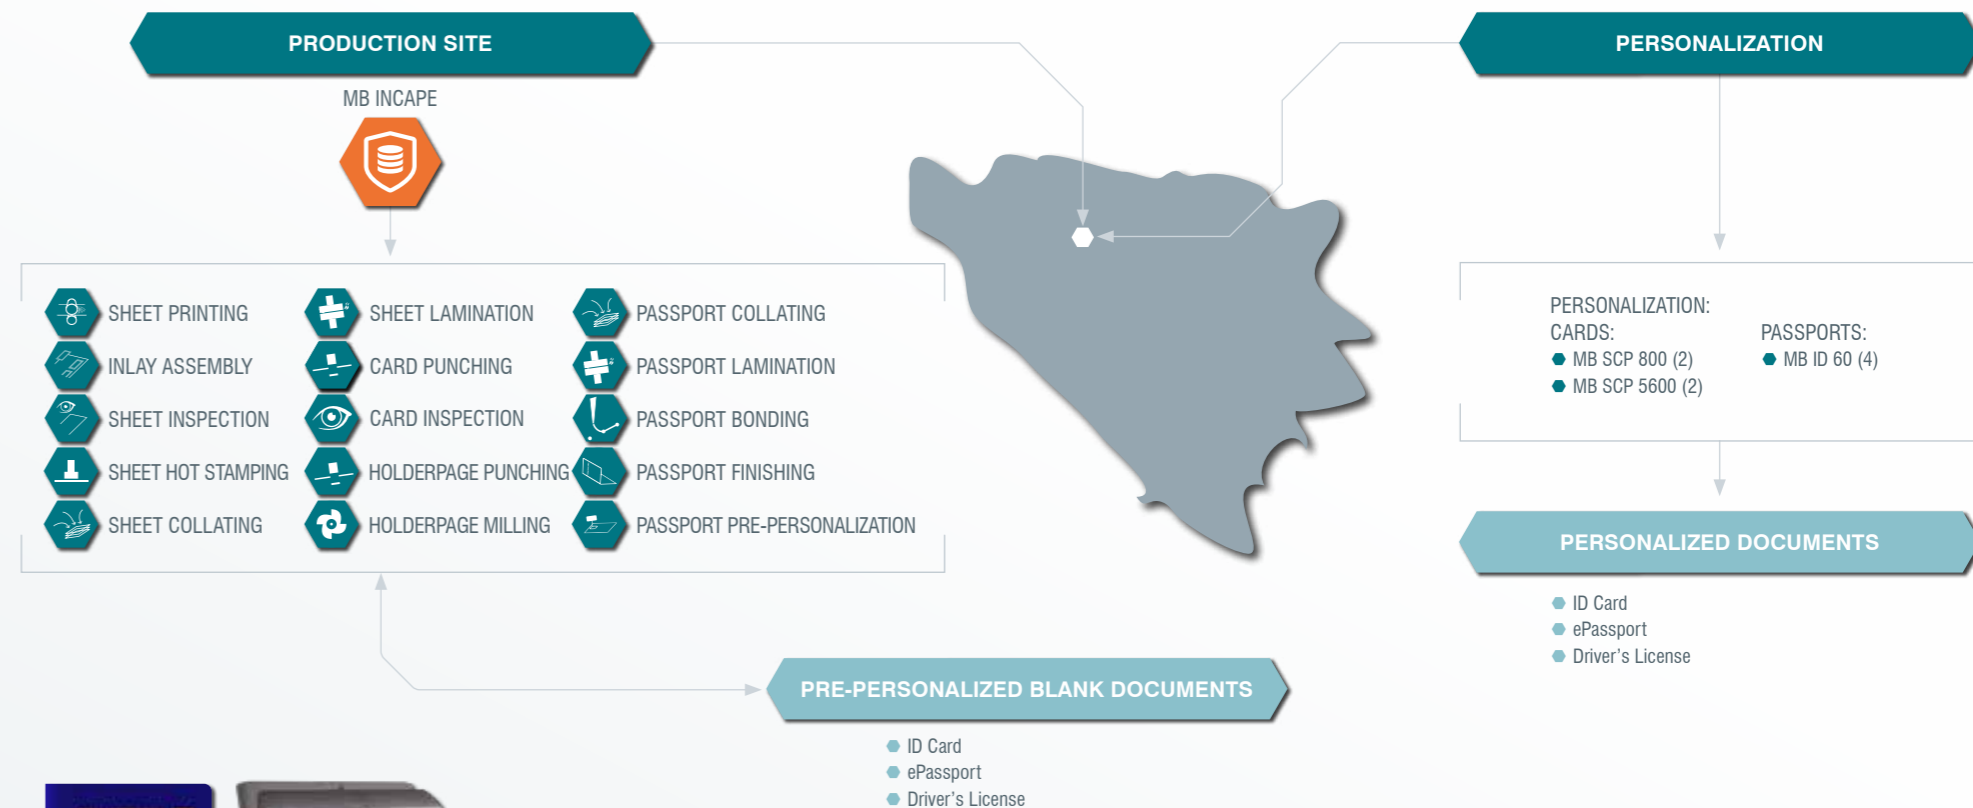 PRODUCTION SITE
MB INCAPE
SHEET PRINTING
INLAY ASSEMBLY
SHEET INSPECTION
SHEET HOT STAMPING
SHEET COLLATING
SHEET LAMINATION
CARD PUNCHING
CARD INSPECTION
HOLDERPAGE PUNCHING
HOLDERPAGE MILLING
PASSPORT COLLATING
PASSPORT LAMINATION
PASSPORT BONDING
PASSPORT FINISHING
PASSPORT PRE-PERSONALIZATION
PRE-PERSONALIZED BLANK DOCUMENTS
ID Card
ePassport
Driver's License
PERSONALIZATION
PERSONALIZATION:
CARDS:
MB SCP 800 (2)
MB SCP 5600 (2)
PASSPORTS:
MB ID 60 (4)
PERSONALIZED DOCUMENTS
ID Card
ePassport
Driver's License